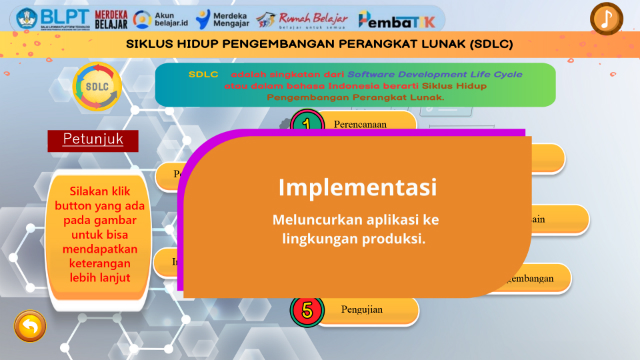 BLPT
MERDEKA
BELAJAR
Akun
belajar.id
Merdeka
Mengajar
Rumah Belajar
belajar untuk semua
PembaTIK
SIKLUS HIDUP PENGEMBANGAN PERANGKAT LUNAK (SDLC)
SDLC
SDLC adalah singkatan dari Software Development Life Cycle
atau dalam bahasa Indonesia berarti Siklus Hidup
Pengembangan Perangkat Lunak.
Petunjuk
Silakan klik
button yang ada
pada gambar
untuk bisa
mendapatkan
keterangan
lebih lanjut
1
Perencanaan
Implementasi
Meluncurkan aplikasi ke
lingkungan produksi.
5
Pengujian